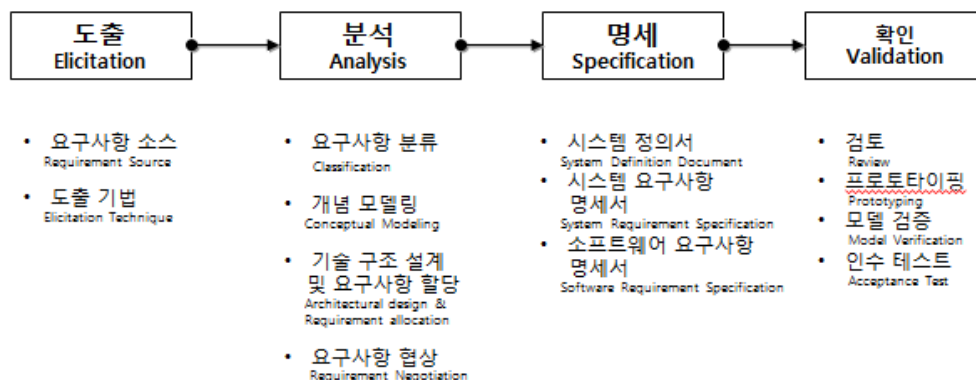 도출
Elicitation
분석
Analysis
명세
Specification
확인
Validation
• 요구사항 소스
Requirement Source
• 도출 기법
Elicitation Technique
• 요구사항 분류
Classification
• 개념 모델링
Conceptual Modeling
• 기술 구조 설계
및 요구사항 할당
Architectural design &
Requirement allocation
• 요구사항 협상
Requirement Negotiation
• 시스템 정의서
System Definition Document
• 시스템 요구사항
명세서
System Requirement Specification
• 소프트웨어 요구사항
명세서
Software Requirement Specification
• 검토
Review
• 프로토타이핑
Prototyping
• 모델 검증
Model Verification
• 인수 테스트
Acceptance Test